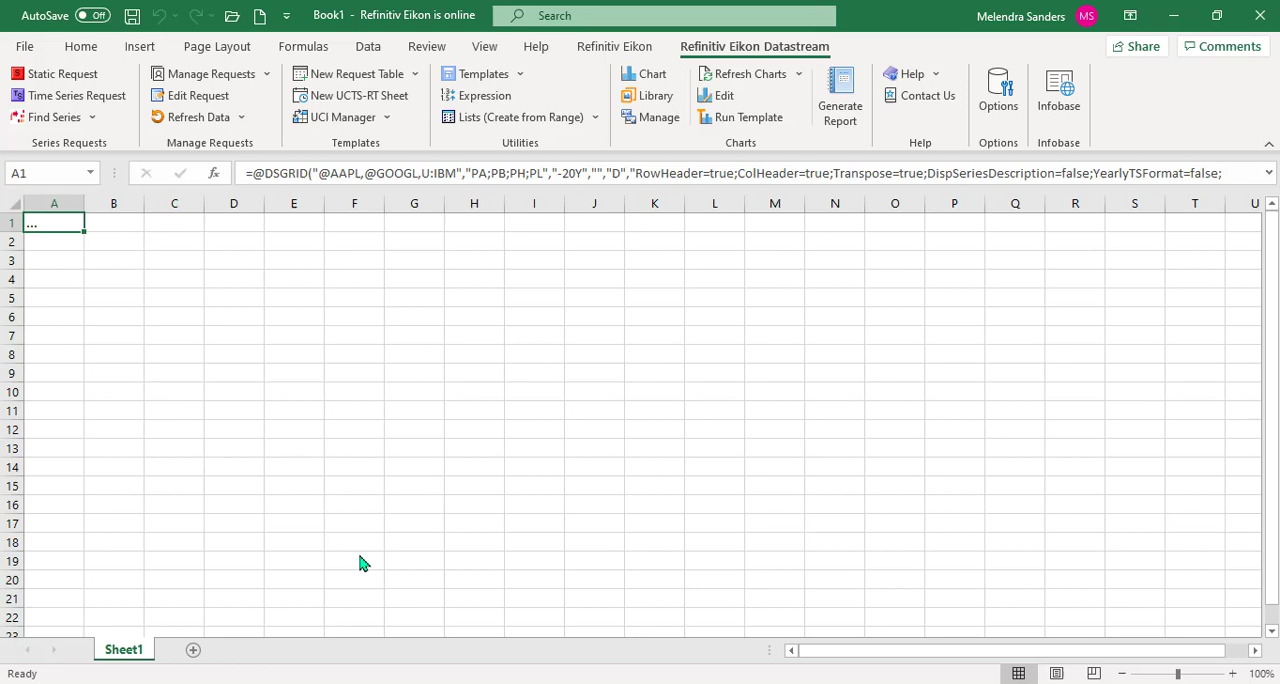 AutoSave Off Book1 - Refinitiv Eikon is online Search Melendra Sanders MS
File Home Insert Page Layout Formulas Data Review View Help Refinitiv Eikon Refinitiv Eikon Datastream Share Comments
Static Request Manage Requests New Request Table Templates Chart Refresh Charts Help
Time Series Request Edit Request New UCTS-RT Sheet Expression Library Edit Generate Report Contact Us Options Infobase
Find Series Refresh Data UCI Manager Lists (Create from Range) Manage Run Template
Series Requests Manage Requests Templates Utilities Charts Help Options Infobase
A1 fx =@DSGRID("@AAPL,@GOOGL,U:IBM","PA;PB;PH;PL","-20Y","","D","RowHeader=true;ColHeader=true;Transpose=true;DispSeriesDescription=false;YearlyTSFormat=false;
A B C D E F G H I J K L M N O P Q R S T U
1 ...
2
3
4
5
6
7
8
9
10
11
12
13
14
15
16
17
18
19
20
21
22
23
Sheet1
Ready 100%